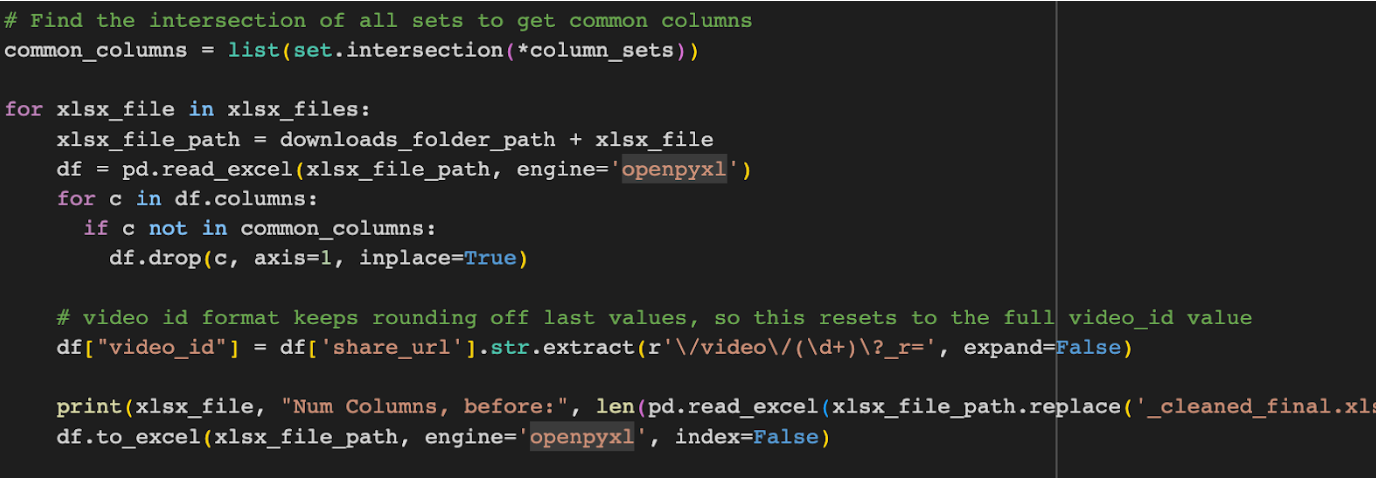 # Find the intersection of all sets to get common columns
common_columns = list(set.intersection(*column_sets))
for xlsx_file in xlsx_files:
    xlsx_file_path = downloads_folder_path + xlsx_file
    df = pd.read_excel(xlsx_file_path, engine='openpyxl')
    for c in df.columns:
      if c not in common_columns:
        df.drop(c, axis=1, inplace=True)
    # video id format keeps rounding off last values, so this resets to the full video_id value
    df["video_id"] = df['share_url'].str.extract(r'\/video\/(\d+)\?_r=', expand=False)
    print(xlsx_file, "Num Columns, before:", len(pd.read_excel(xlsx_file_path.replace('_cleaned_final.xls
    df.to_excel(xlsx_file_path, engine='openpyxl', index=False)